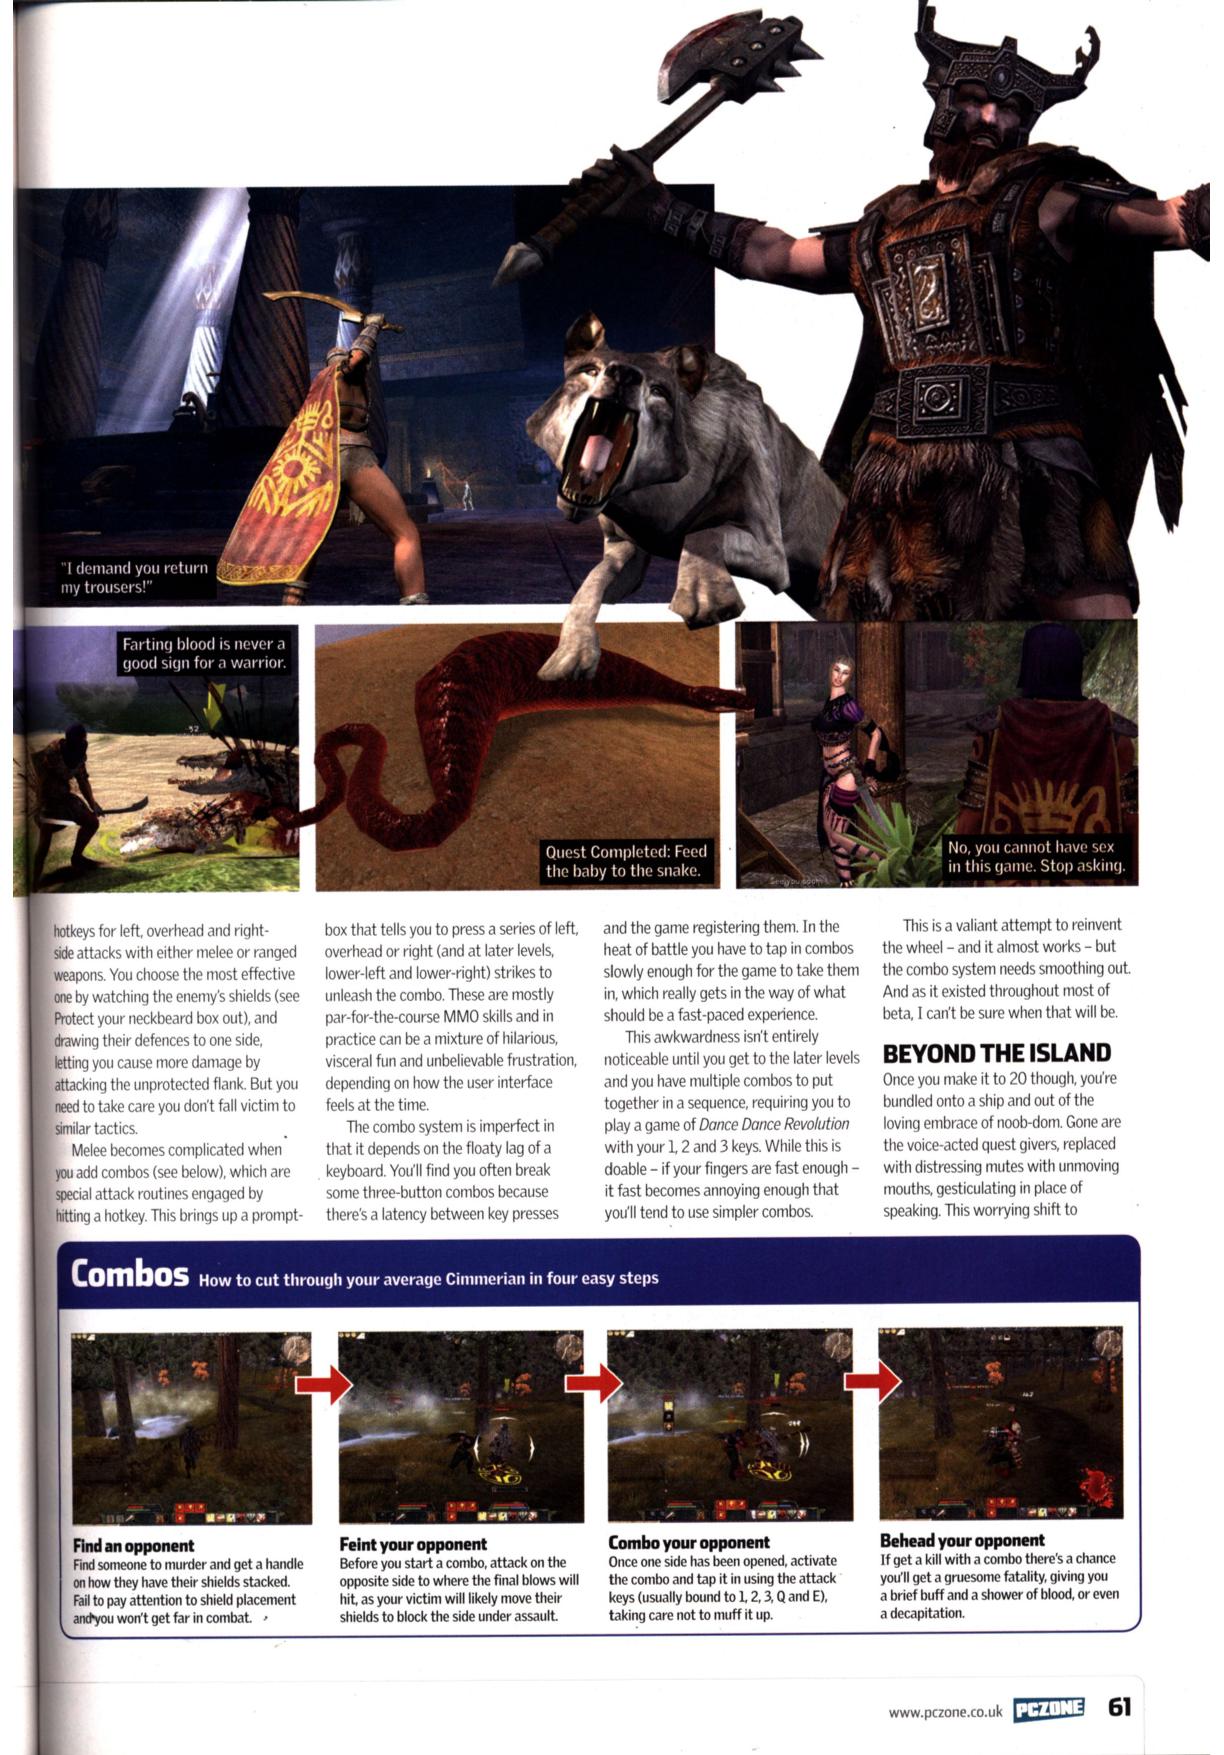 "I demand you return
my trousers!"
Farting blood is never a
good sign for a warrior.
Quest Completed: Feed
the baby to the snake.
No, you cannot have sex
in this game. Stop asking.
hotkeys for left, overhead and right-
side attacks with either melee or ranged
weapons. You choose the most effective
one by watching the enemy's shields (see
Protect your neckbeard box out), and
drawing their defences to one side,
letting you cause more damage by
attacking the unprotected flank. But you
need to take care you don't fall victim to
similar tactics.
Melee becomes complicated when
you add combos (see below), which are
special attack routines engaged by
hitting a hotkey. This brings up a prompt-
box that tells you to press a series of left,
overhead or right (and at later levels,
lower-left and lower-right) strikes to
unleash the combo. These are mostly
par-for-the-course MMO skills and in
practice can be a mixture of hilarious,
visceral fun and unbelievable frustration,
depending on how the user interface
feels at the time.
The combo system is imperfect in
that it depends on the floaty lag of a
keyboard. You'll find you often break
some three-button combos because
there's a latency between key presses
and the game registering them. In the
heat of battle you have to tap in combos
slowly enough for the game to take them
in, which really gets in the way of what
should be a fast-paced experience.
This awkwardness isn't entirely
noticeable until you get to the later levels
and you have multiple combos to put
together in a sequence, requiring you to
play a game of Dance Dance Revolution
with your 1, 2 and 3 keys. While this is
doable – if your fingers are fast enough –
it fast becomes annoying enough that
you'll tend to use simpler combos.
This is a valiant attempt to reinvent
the wheel – and it almost works – but
the combo system needs smoothing out.
And as it existed throughout most of
beta, I can't be sure when that will be.
BEYOND THE ISLAND
Once you make it to 20 though, you're
bundled onto a ship and out of the
loving embrace of noob-dom. Gone are
the voice-acted quest givers, replaced
with distressing mutes with unmoving
mouths, gesticulating in place of
speaking. This worrying shift to
Combos How to cut through your average Cimmerian in four easy steps
Find an opponent
Find someone to murder and get a handle
on how they have their shields stacked.
Fail to pay attention to shield placement
and you won't get far in combat.
Feint your opponent
Before you start a combo, attack on the
opposite side to where the final blows will
hit, as your victim will likely move their
shields to block the side under assault.
Combo your opponent
Once one side has been opened, activate
the combo and tap it in using the attack
keys (usually bound to 1, 2, 3, Q and E),
taking care not to muff it up.
Behead your opponent
If get a kill with a combo there's a chance
you'll get a gruesome fatality, giving you
a brief buff and a shower of blood, or even
a decapitation.
www.pczone.co.uk PCZONE 61